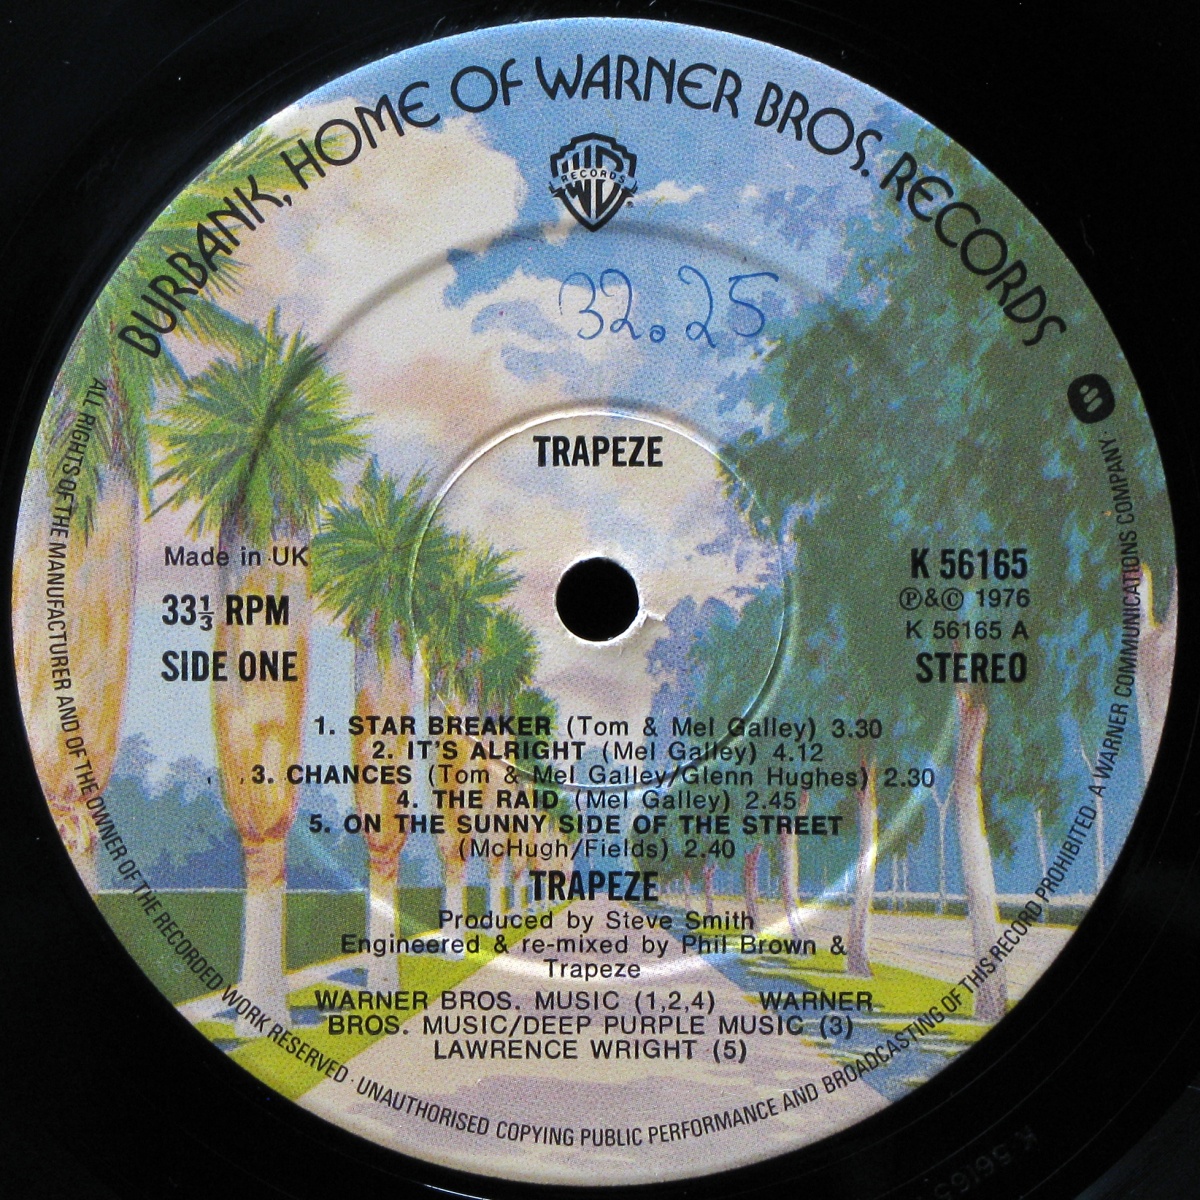 BURBANK, HOME OF WARNER BROS. RECORDS
WB
RECORDS
®
32.25
TRAPEZE
Made in UK
33⅓ RPM
SIDE ONE
K 56165
Ⓟ&© 1976
K 56165 A
STEREO
1. STAR BREAKER (Tom & Mel Galley) 3.30
2. IT'S ALRIGHT (Mel Galley) 4.12
3. CHANCES (Tom & Mel Galley/Glenn Hughes) 2.30
4. THE RAID (Mel Galley) 2.45
5. ON THE SUNNY SIDE OF THE STREET
(McHugh/Fields) 2.40
TRAPEZE
Produced by Steve Smith
Engineered & re-mixed by Phil Brown &
Trapeze
WARNER BROS. MUSIC (1,2,4) WARNER
BROS. MUSIC/DEEP PURPLE MUSIC (3)
LAWRENCE WRIGHT (5)
ALL RIGHTS OF THE MANUFACTURER AND OF THE OWNER OF THE RECORDED WORK RESERVED · UNAUTHORISED COPYING PUBLIC PERFORMANCE AND BROADCASTING OF THIS RECORD PROHIBITED. A WARNER COMMUNICATIONS COMPANY ·
K 56165